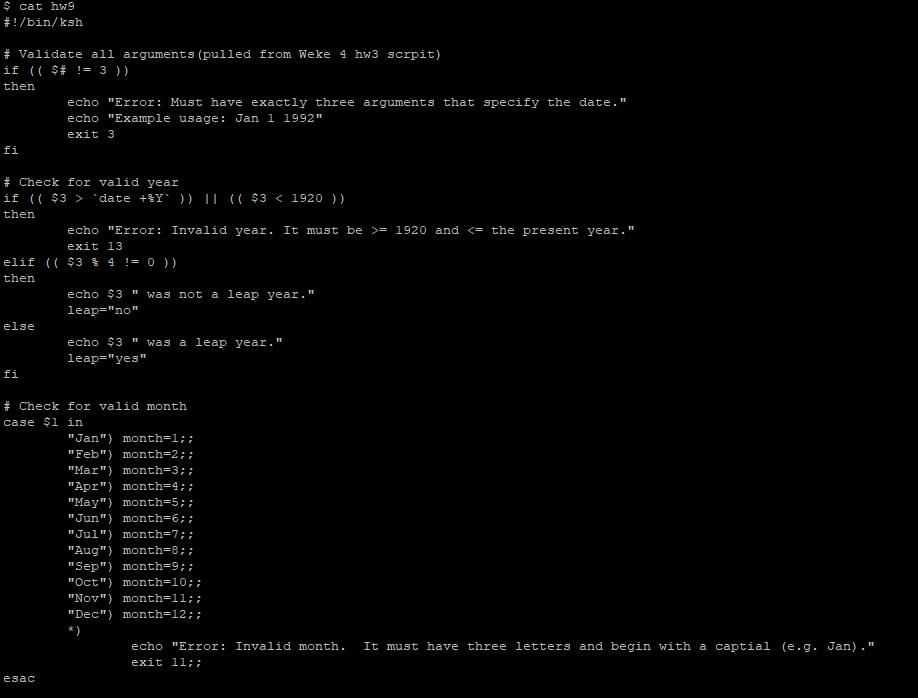 $ cat hw9
#!/bin/ksh

# Validate all arguments(pulled from Weke 4 hw3 scrpit)
if (( $# != 3 ))
then
        echo "Error: Must have exactly three arguments that specify the date."
        echo "Example usage: Jan 1 1992"
        exit 3
fi

# Check for valid year
if (( $3 > `date +%Y` )) || (( $3 < 1920 ))
then
        echo "Error: Invalid year. It must be >= 1920 and <= the present year."
        exit 13
elif (( $3 % 4 != 0 ))
then
        echo $3 " was not a leap year."
        leap="no"
else
        echo $3 " was a leap year."
        leap="yes"
fi

# Check for valid month
case $1 in
        "Jan") month=1;;
        "Feb") month=2;;
        "Mar") month=3;;
        "Apr") month=4;;
        "May") month=5;;
        "Jun") month=6;;
        "Jul") month=7;;
        "Aug") month=8;;
        "Sep") month=9;;
        "Oct") month=10;;
        "Nov") month=11;;
        "Dec") month=12;;
        *)
                echo "Error: Invalid month.  It must have three letters and begin with a captial (e.g. Jan)."
                exit 11;;
esac